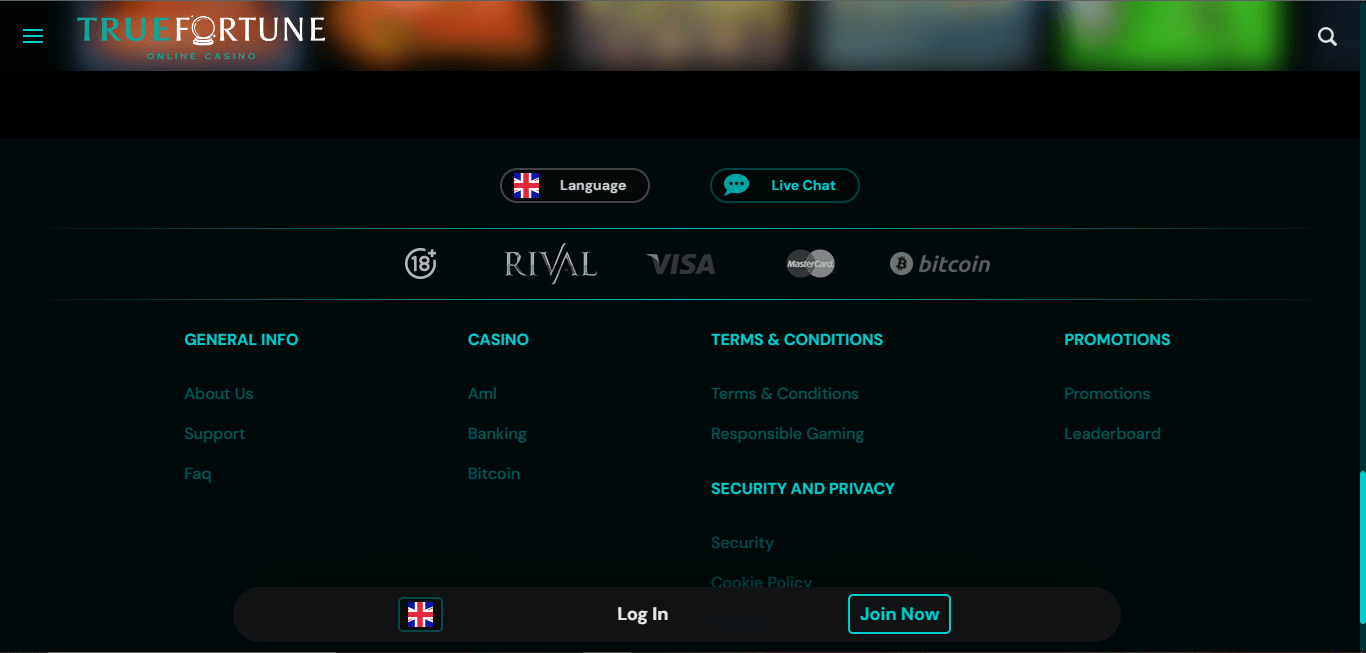 TRUEFORTUNE
ONLINE CASINO
Language
Live Chat
18+
RIVAL
VISA
MasterCard
bitcoin
GENERAL INFO
About Us
Support
Faq
CASINO
Aml
Banking
Bitcoin
TERMS & CONDITIONS
Terms & Conditions
Responsible Gaming
SECURITY AND PRIVACY
Security
Cookie Policy
PROMOTIONS
Promotions
Leaderboard
Log In
Join Now